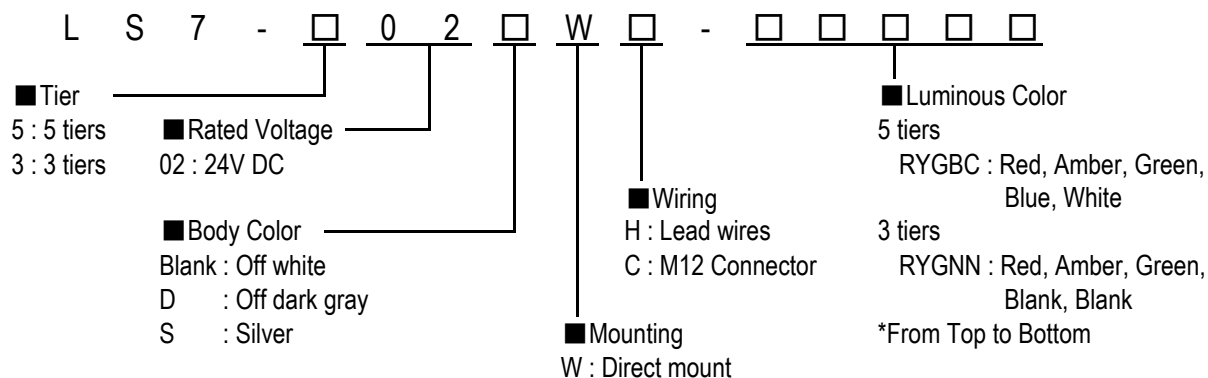 L S 7 - □ 0 2 □ W □ - □ □ □ □ □
■Tier
5 : 5 tiers
3 : 3 tiers
■Rated Voltage
02 : 24V DC
■Body Color
Blank : Off white
D : Off dark gray
S : Silver
■Mounting
W : Direct mount
■Wiring
H : Lead wires
C : M12 Connector
■Luminous Color
5 tiers
RYGBC : Red, Amber, Green,
Blue, White
3 tiers
RYGNN : Red, Amber, Green,
Blank, Blank
*From Top to Bottom